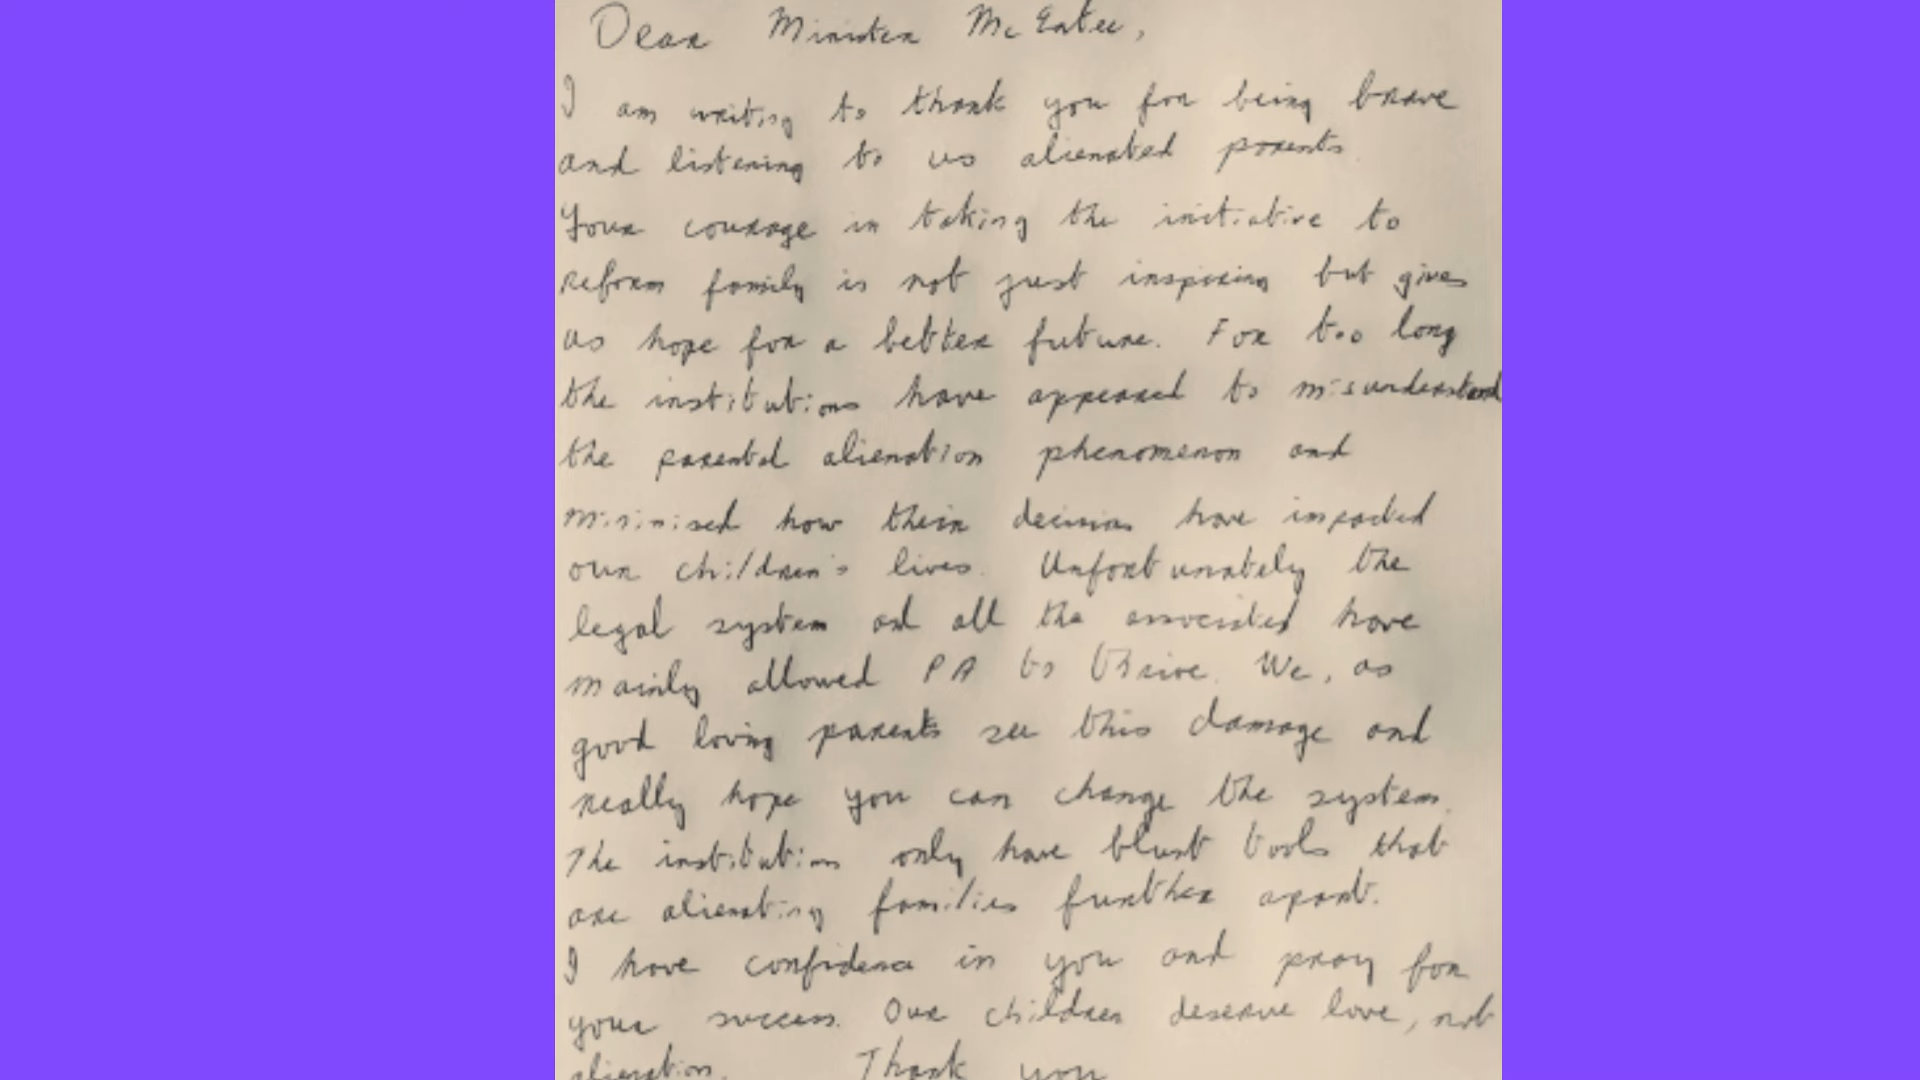 Dear Minister Mc Entee,
I am writing to thank you for being brave
and listening to us alienated parents.
Your courage in taking the initiative to
reform family is not just inspiring but gives
us hope for a better future. For too long
the institutions have appeared to misunderstand
the parental alienation phenomenon and
minimised how their decisions have impacted
our children's lives. Unfortunately the
legal system and all the associated have
mainly allowed PA to thrive. We, as
good loving parents see this damage and
really hope you can change the system.
The institutions only have blunt tools that
are alienating families further apart.
I have confidence in you and pray for
your success. Our children deserve love, not
alienation. Thank you